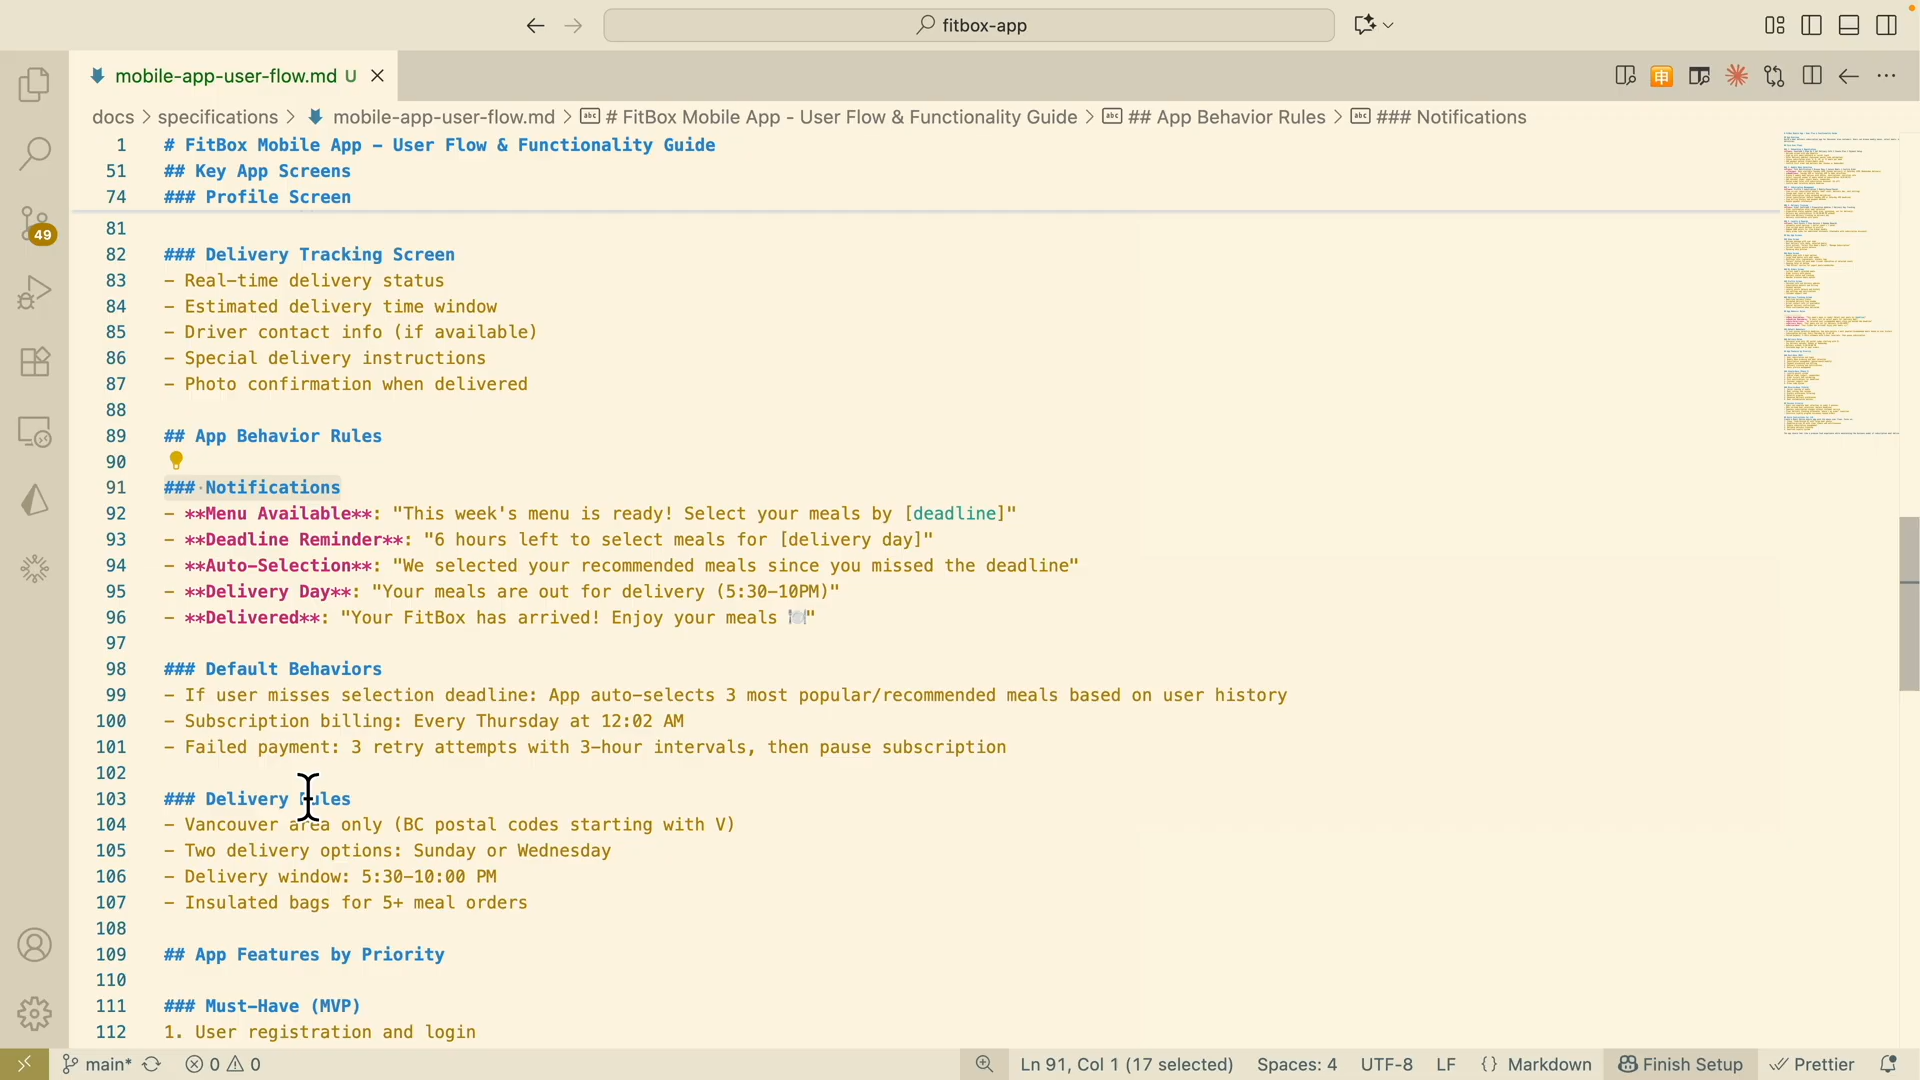 fitbox-app
mobile-app-user-flow.md U
docs > specifications > mobile-app-user-flow.md > # FitBox Mobile App - User Flow & Functionality Guide > ## App Behavior Rules > ### Notifications
1 # FitBox Mobile App - User Flow & Functionality Guide
51 ## Key App Screens
74 ### Profile Screen
81
82 ### Delivery Tracking Screen
83 - Real-time delivery status
84 - Estimated delivery time window
85 - Driver contact info (if available)
86 - Special delivery instructions
87 - Photo confirmation when delivered
88
89 ## App Behavior Rules
90
91 ### Notifications
92 - **Menu Available**: "This week's menu is ready! Select your meals by [deadline]"
93 - **Deadline Reminder**: "6 hours left to select meals for [delivery day]"
94 - **Auto-Selection**: "We selected your recommended meals since you missed the deadline"
95 - **Delivery Day**: "Your meals are out for delivery (5:30-10PM)"
96 - **Delivered**: "Your FitBox has arrived! Enjoy your meals 🍽️"
97
98 ### Default Behaviors
99 - If user misses selection deadline: App auto-selects 3 most popular/recommended meals based on user history
100 - Subscription billing: Every Thursday at 12:02 AM
101 - Failed payment: 3 retry attempts with 3-hour intervals, then pause subscription
102
103 ### Delivery Rules
104 - Vancouver area only (BC postal codes starting with V)
105 - Two delivery options: Sunday or Wednesday
106 - Delivery window: 5:30-10:00 PM
107 - Insulated bags for 5+ meal orders
108
109 ## App Features by Priority
110
111 ### Must-Have (MVP)
112 1. User registration and login
49
main* 0 0 Ln 91, Col 1 (17 selected) Spaces: 4 UTF-8 LF {} Markdown Finish Setup Prettier